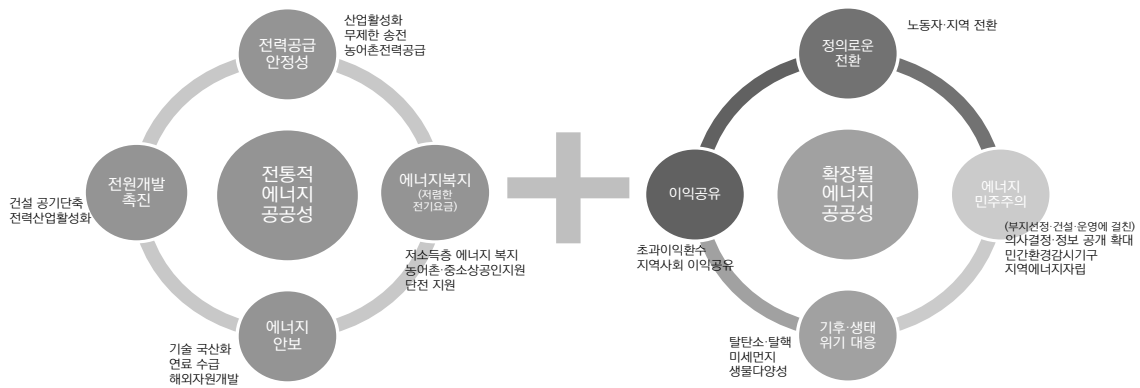 전력공급
안정성
산업활성화
무제한 송전
농어촌전력공급
전통적
에너지
공공성
전원개발
촉진
건설 공기단축
전력산업활성화
에너지복지
(저렴한
전기요금)
저소득층 에너지 복지
농어촌·중소상공인지원
단전 지원
에너지
안보
기술 국산화
연료 수급
해외자원개발
정의로운
전환
노동자·지역 전환
확장될
에너지
공공성
이익공유
초과이익환수
지역사회 이익공유
에너지
민주주의
(부지선정·건설·운영에 걸친)
의사결정·정보 공개 확대
민간환경감시기구
지역에너지자립
기후·생태
위기 대응
탈탄소·탈핵
미세먼지
생물다양성